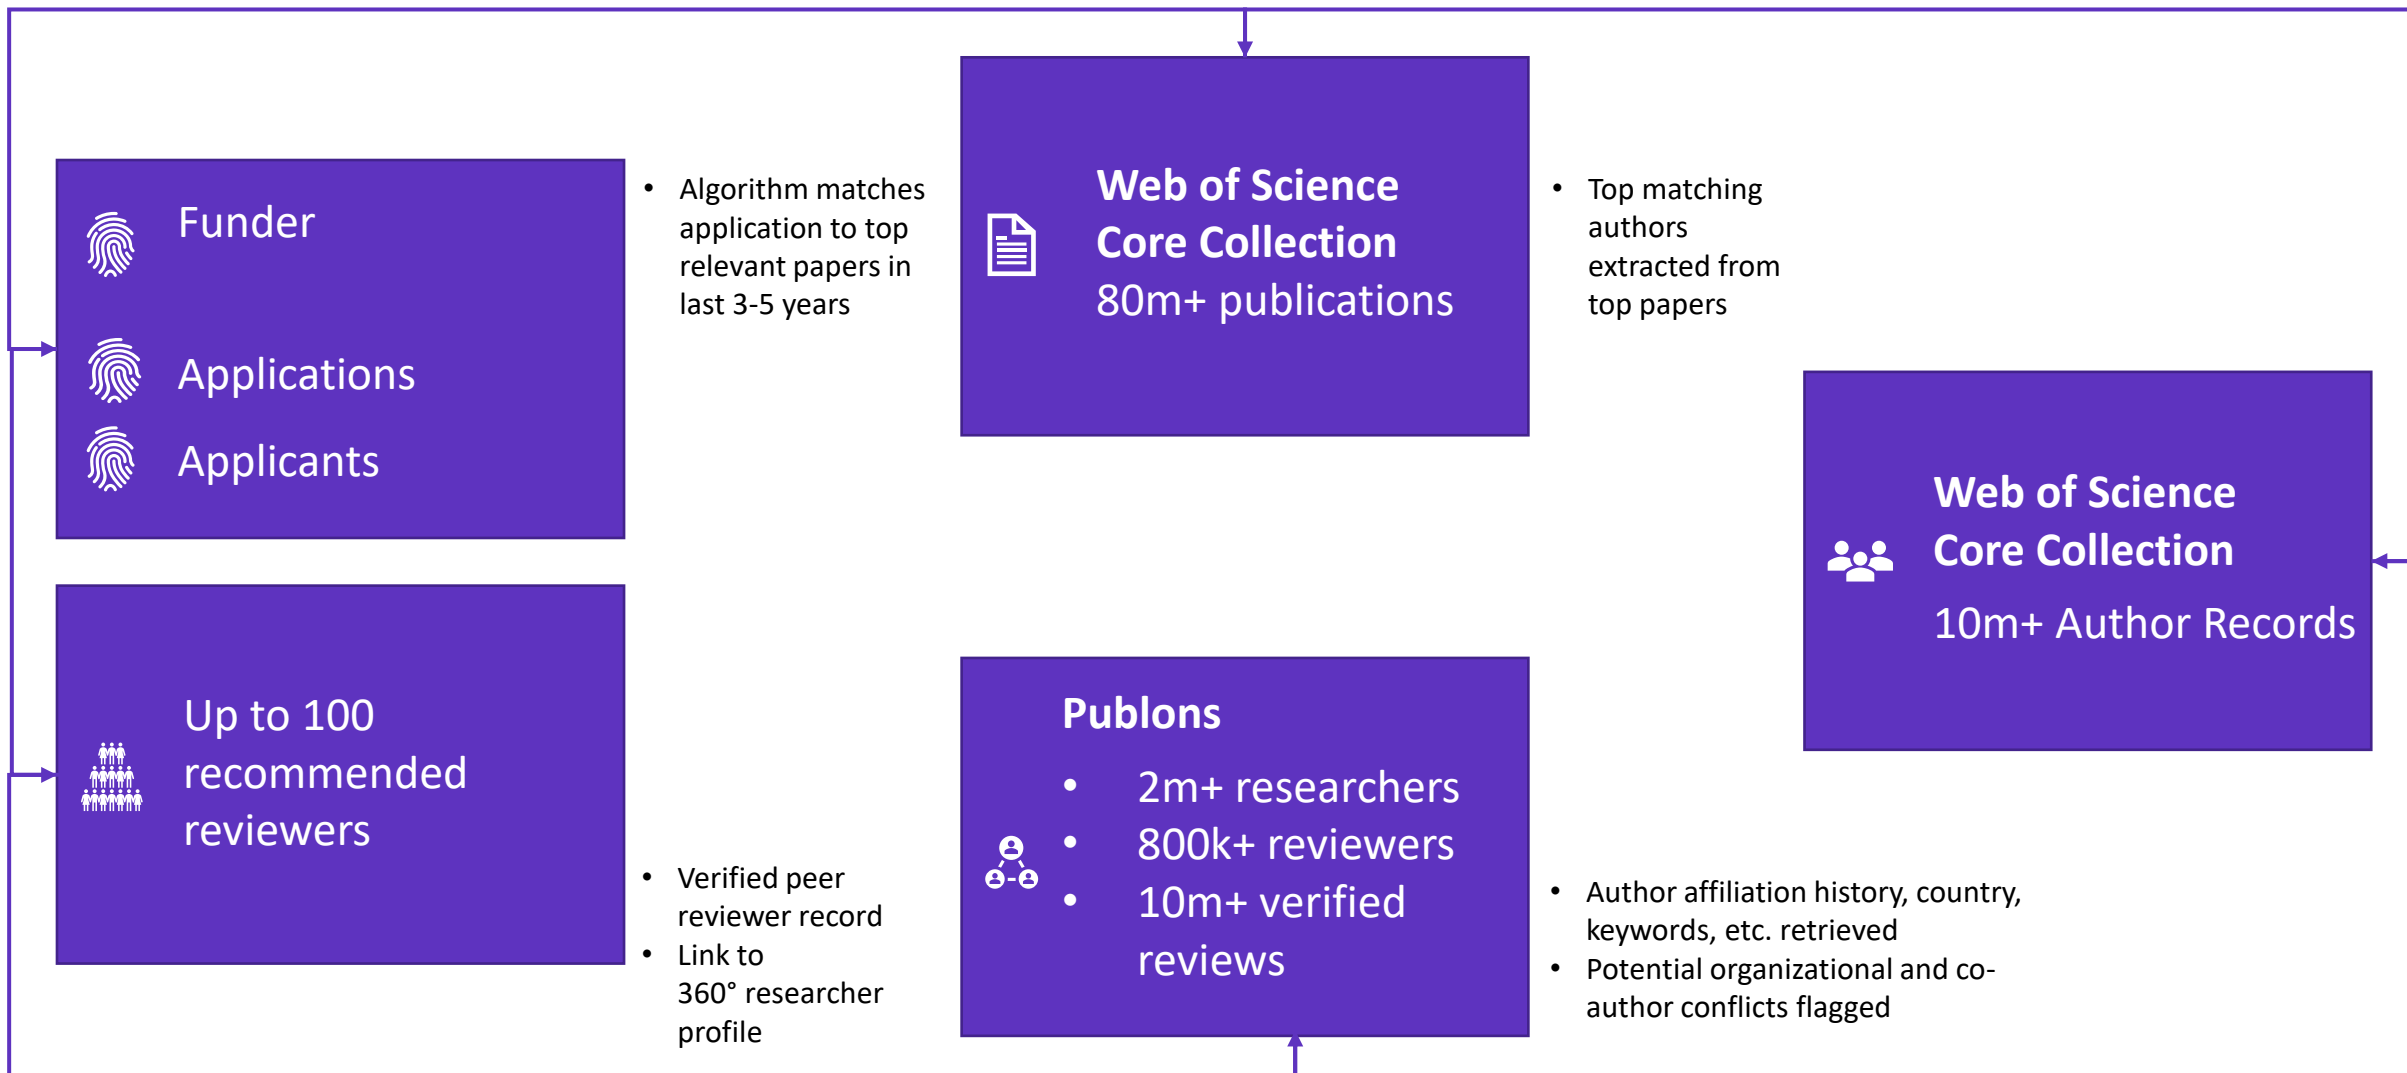 Funder
Applications
Applicants
• Algorithm matches
application to top
relevant papers in
last 3-5 years
Web of Science
Core Collection
80m+ publications
• Top matching
authors
extracted from
top papers
Web of Science
Core Collection
10m+ Author Records
Publons
• 2m+ researchers
• 800k+ reviewers
• 10m+ verified
reviews
• Author affiliation history, country,
keywords, etc. retrieved
• Potential organizational and co-
author conflicts flagged
Up to 100
recommended
reviewers
• Verified peer
reviewer record
• Link to
360° researcher
profile